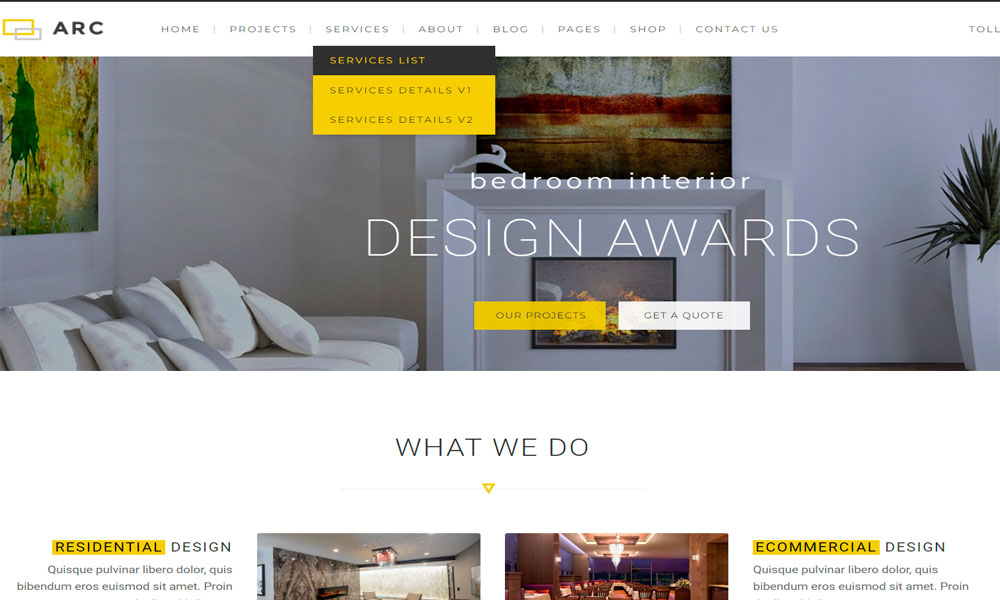 ARC
HOME | PROJECTS | SERVICES | ABOUT | BLOG | PAGES | SHOP | CONTACT US
TOLL
SERVICES LIST
SERVICES DETAILS V1
SERVICES DETAILS V2
bedroom interior
DESIGN AWARDS
OUR PROJECTS
GET A QUOTE
WHAT WE DO
RESIDENTIAL DESIGN
Quisque pulvinar libero dolor, quis
bibendum eros euismod sit amet. Proin
ECOMMERCIAL DESIGN
Quisque pulvinar libero dolor, quis
bibendum eros euismod sit amet. Proin